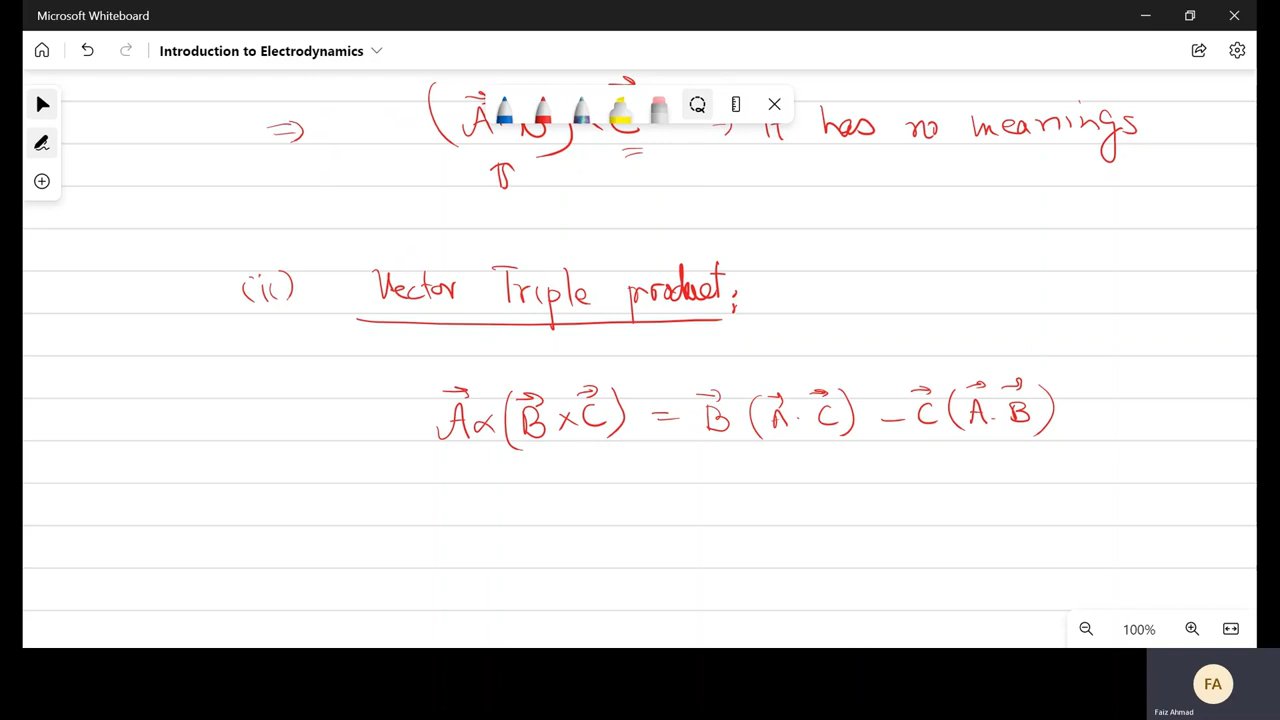 Microsoft Whiteboard
Introduction to Electrodynamics
⇒ (A⃗ C⃗ it has no meanings
(ii) Vector Triple product:
A⃗ × (B⃗ × C⃗) = B⃗ (A⃗ . C⃗) – C⃗ (A⃗ . B⃗)
100%
FA
Faiz Ahmad